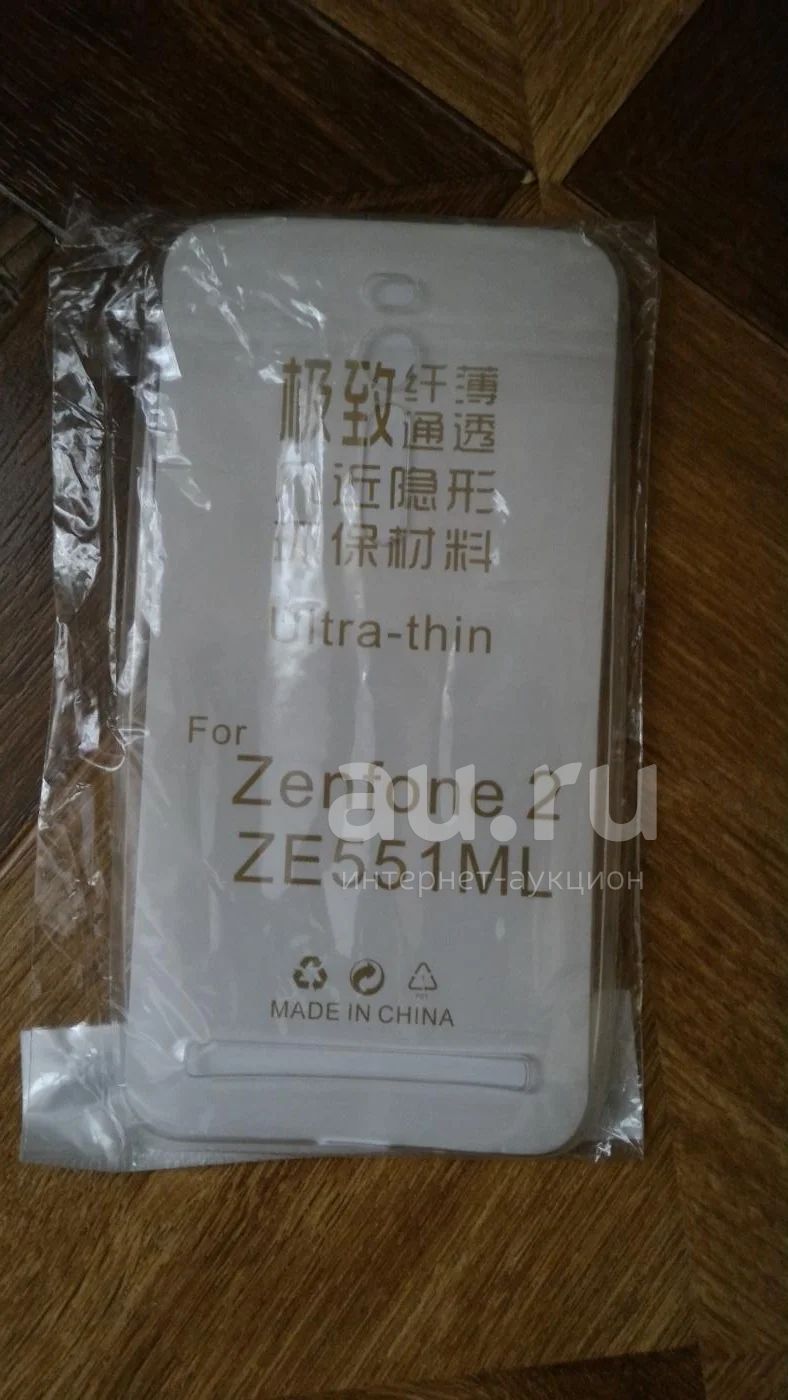 极致纤薄
通透
近隐形
环保材料
Ultra-thin
For
Zenfone 2
ZE551ML
MADE IN CHINA
au.ru
интернет-аукцион